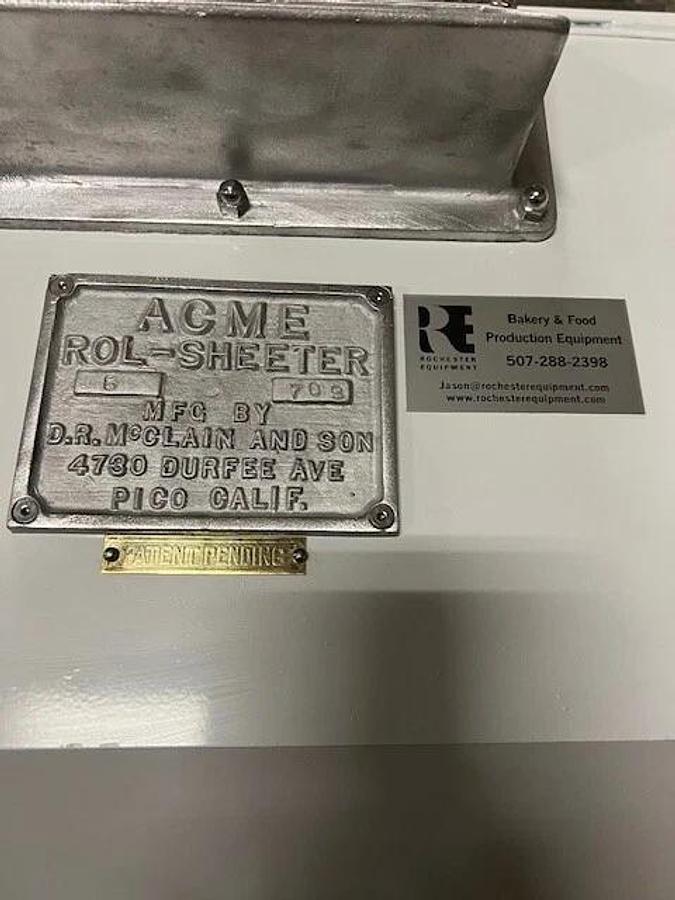 ACME
ROL-SHEETER
5 703
MFG BY
D.R. McCLAIN AND SON
4730 DURFEE AVE
PICO CALIF.
PATENT PENDING
RE
ROCHESTER
EQUIPMENT
Bakery & Food
Production Equipment
507-288-2398
Jason@rochesterequipment.com
www.rochesterequipment.com